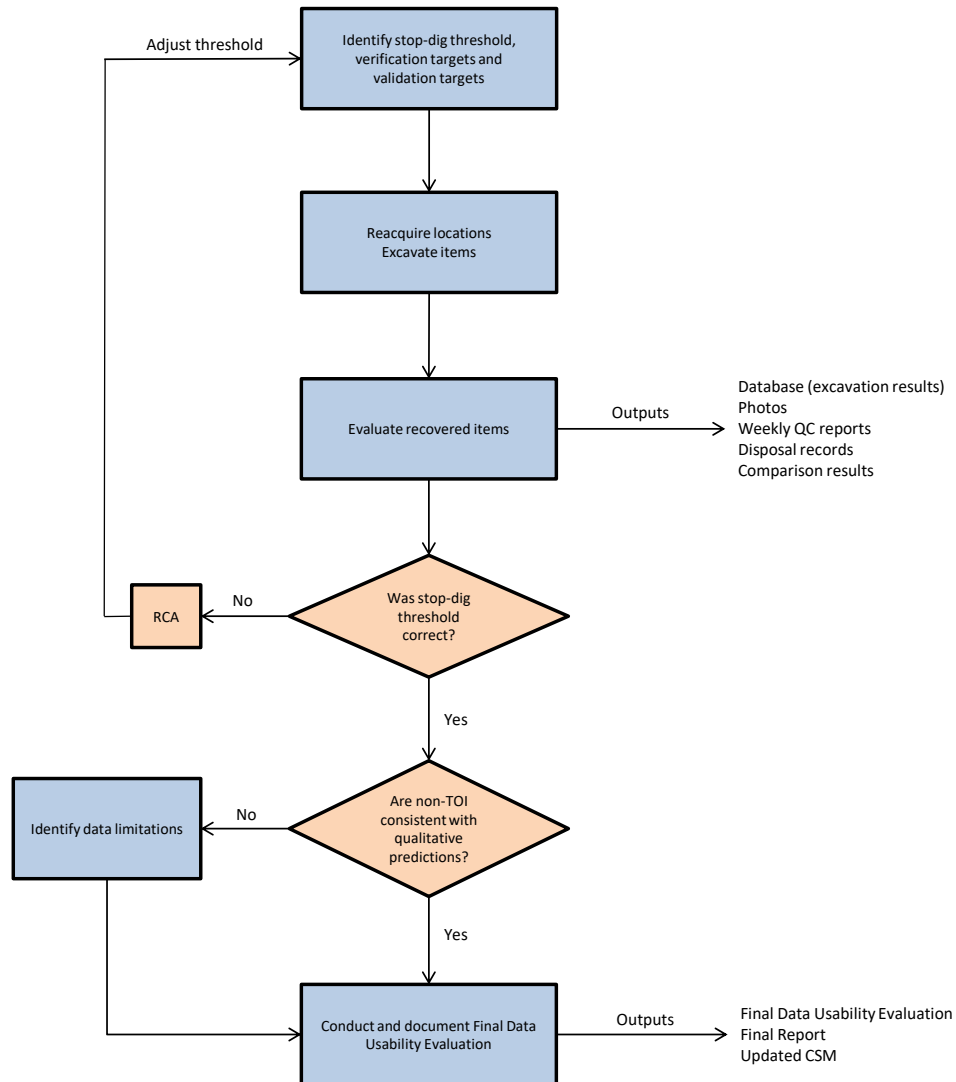 Adjust threshold
Identify stop-dig threshold,
verification targets and
validation targets
Reacquire locations
Excavate items
Evaluate recovered items
Outputs
Database (excavation results)
Photos
Weekly QC reports
Disposal records
Comparison results
Was stop-dig
threshold
correct?
No
RCA
Yes
Are non-TOI
consistent with
qualitative
predictions?
No
Identify data limitations
Yes
Conduct and document Final Data
Usability Evaluation
Outputs
Final Data Usability Evaluation
Final Report
Updated CSM